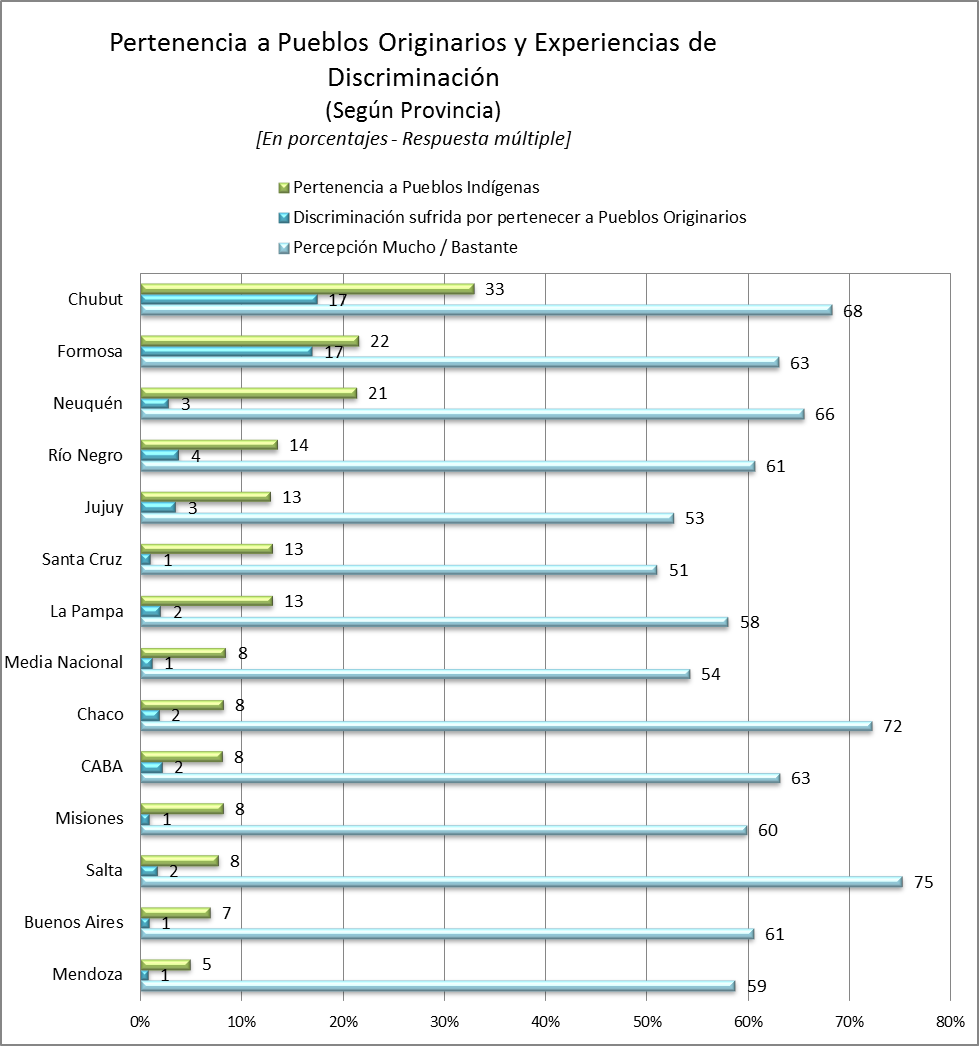 Pertenencia a Pueblos Originarios y Experiencias de
Discriminación
(Según Provincia)
[En porcentajes - Respuesta múltiple]
Pertenencia a Pueblos Indígenas
Discriminación sufrida por pertenecer a Pueblos Originarios
Percepción Mucho / Bastante
Chubut 33 17 68
Formosa 22 17 63
Neuquén 21 3 66
Río Negro 14 4 61
Jujuy 13 3 53
Santa Cruz 13 1 51
La Pampa 13 2 58
Media Nacional 8 1 54
Chaco 8 2 72
CABA 8 2 63
Misiones 8 1 60
Salta 8 2 75
Buenos Aires 7 1 61
Mendoza 5 1 59
0% 10% 20% 30% 40% 50% 60% 70% 80%